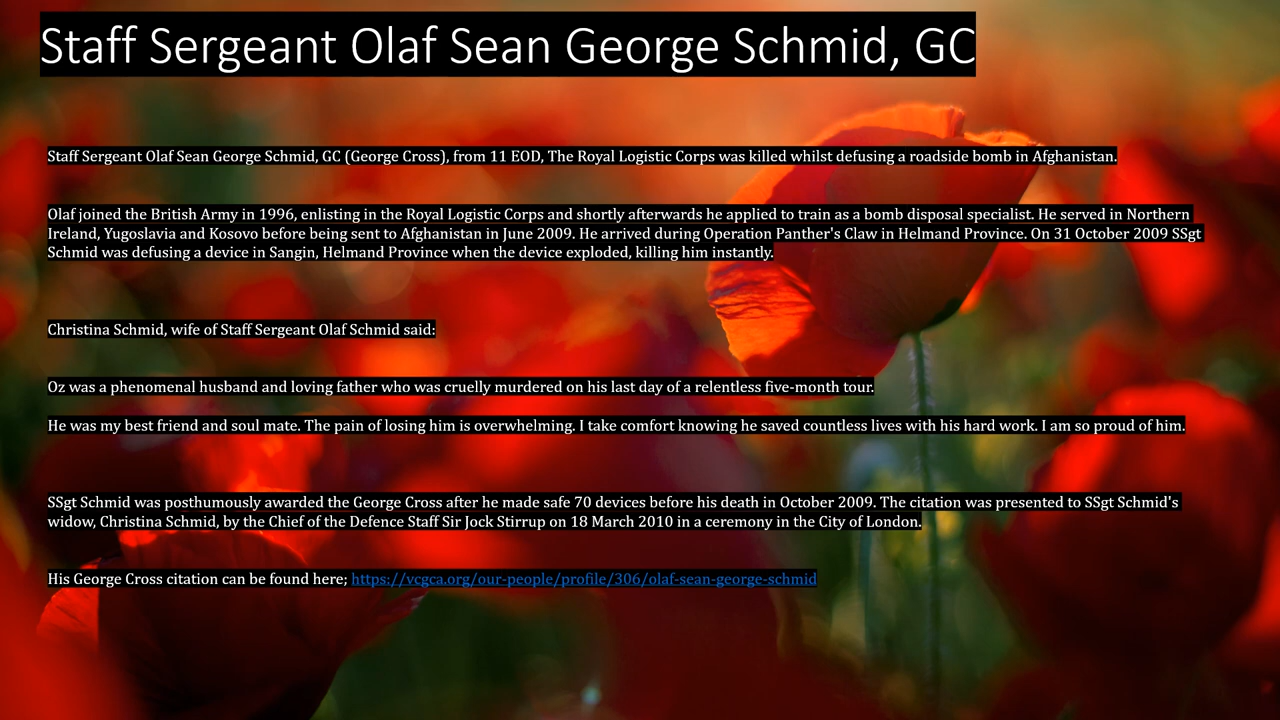 Staff Sergeant Olaf Sean George Schmid, GC
Staff Sergeant Olaf Sean George Schmid, GC (George Cross), from 11 EOD, The Royal Logistic Corps was killed whilst defusing a roadside bomb in Afghanistan.
Olaf joined the British Army in 1996, enlisting in the Royal Logistic Corps and shortly afterwards he applied to train as a bomb disposal specialist. He served in Northern
Ireland, Yugoslavia and Kosovo before being sent to Afghanistan in June 2009. He arrived during Operation Panther's Claw in Helmand Province. On 31 October 2009 SSgt
Schmid was defusing a device in Sangin, Helmand Province when the device exploded, killing him instantly.
Christina Schmid, wife of Staff Sergeant Olaf Schmid said:
Oz was a phenomenal husband and loving father who was cruelly murdered on his last day of a relentless five-month tour.
He was my best friend and soul mate. The pain of losing him is overwhelming. I take comfort knowing he saved countless lives with his hard work. I am so proud of him.
SSgt Schmid was posthumously awarded the George Cross after he made safe 70 devices before his death in October 2009. The citation was presented to SSgt Schmid's
widow, Christina Schmid, by the Chief of the Defence Staff Sir Jock Stirrup on 18 March 2010 in a ceremony in the City of London.
His George Cross citation can be found here; https://vcgca.org/our-people/profile/306/olaf-sean-george-schmid